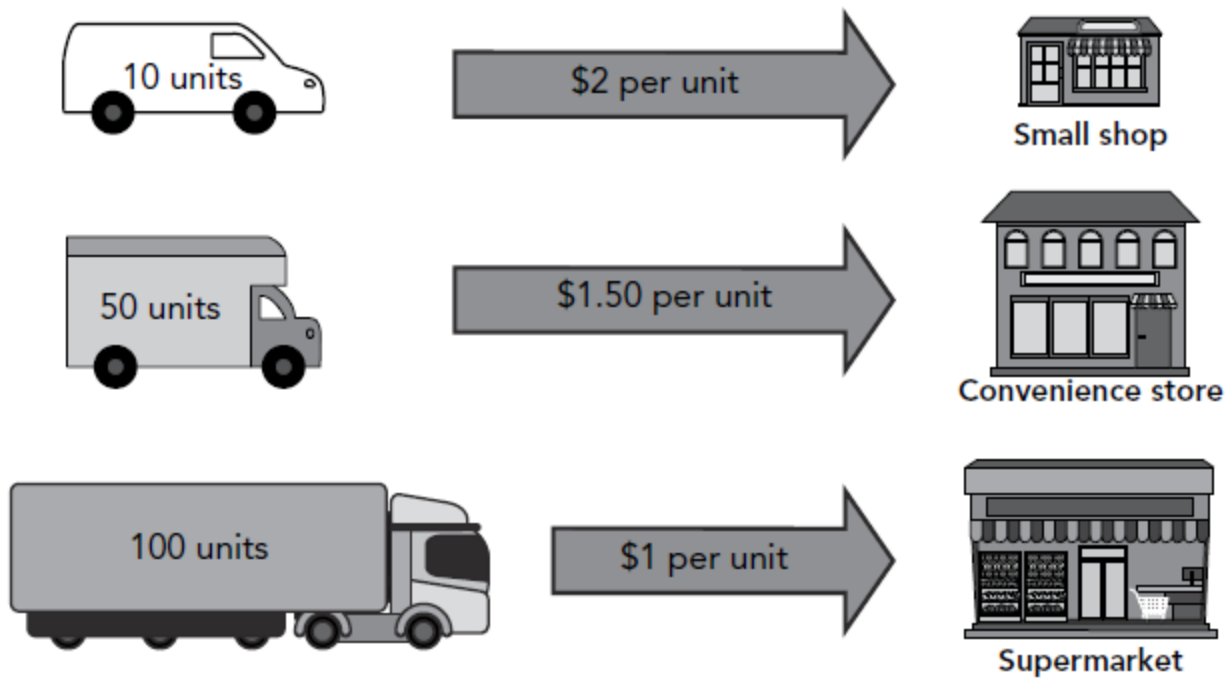 10 units
$2 per unit
Small shop
50 units
$1.50 per unit
Convenience store
100 units
$1 per unit
Supermarket